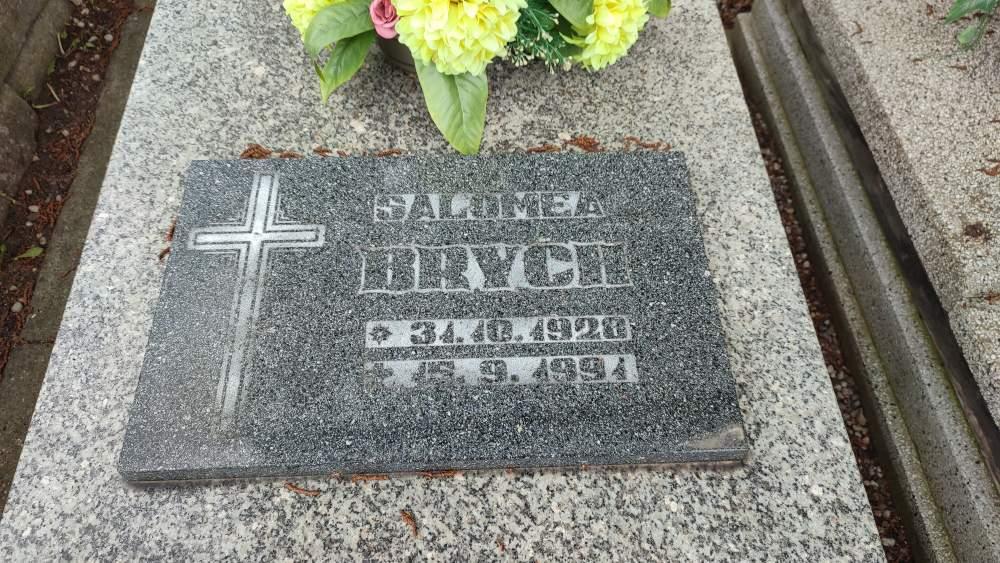 SALOMEA
BRYCH
* 31.10.1920
+ 15. 9.1991